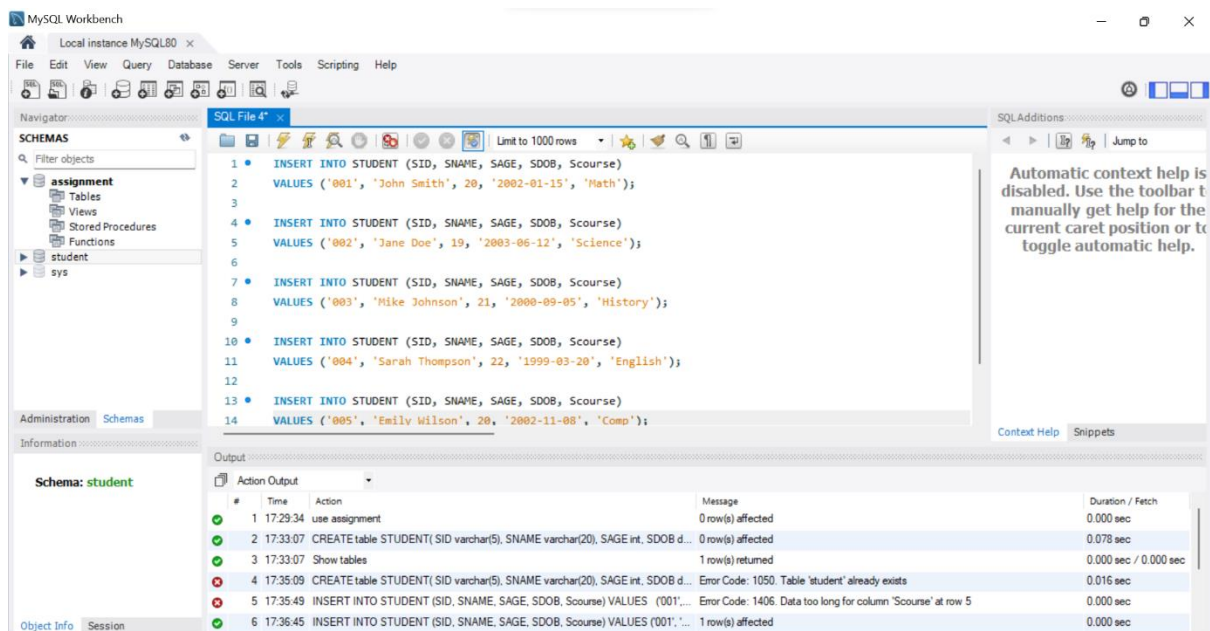 MySQL Workbench
Local instance MySQL80 ×
File Edit View Query Database Server Tools Scripting Help
Navigator
SCHEMAS
Filter objects
assignment
Tables
Views
Stored Procedures
Functions
student
sys
Administration Schemas
Information
Schema: student
Object Info Session
SQL File 4* ×
Limit to 1000 rows
1 INSERT INTO STUDENT (SID, SNAME, SAGE, SDOB, Scourse)
2 VALUES ('001', 'John Smith', 20, '2002-01-15', 'Math');
3
4 INSERT INTO STUDENT (SID, SNAME, SAGE, SDOB, Scourse)
5 VALUES ('002', 'Jane Doe', 19, '2003-06-12', 'Science');
6
7 INSERT INTO STUDENT (SID, SNAME, SAGE, SDOB, Scourse)
8 VALUES ('003', 'Mike Johnson', 21, '2000-09-05', 'History');
9
10 INSERT INTO STUDENT (SID, SNAME, SAGE, SDOB, Scourse)
11 VALUES ('004', 'Sarah Thompson', 22, '1999-03-20', 'English');
12
13 INSERT INTO STUDENT (SID, SNAME, SAGE, SDOB, Scourse)
14 VALUES ('005', 'Emily Wilson', 20, '2002-11-08', 'Comp');
SQLAdditions
Jump to
Automatic context help is
disabled. Use the toolbar t
manually get help for the
current caret position or to
toggle automatic help.
Context Help Snippets
Output
Action Output
# Time Action Message Duration / Fetch
1 17:29:34 use assignment 0 row(s) affected 0.000 sec
2 17:33:07 CREATE table STUDENT( SID varchar(5), SNAME varchar(20), SAGE int, SDOB d... 0 row(s) affected 0.078 sec
3 17:33:07 Show tables 1 row(s) returned 0.000 sec / 0.000 sec
4 17:35:09 CREATE table STUDENT( SID varchar(5), SNAME varchar(20), SAGE int, SDOB d... Error Code: 1050. Table 'student' already exists 0.016 sec
5 17:35:49 INSERT INTO STUDENT (SID, SNAME, SAGE, SDOB, Scourse) VALUES ('001',... Error Code: 1406. Data too long for column 'Scourse' at row 5 0.000 sec
6 17:36:45 INSERT INTO STUDENT (SID, SNAME, SAGE, SDOB, Scourse) VALUES ('001', '... 1 row(s) affected 0.000 sec